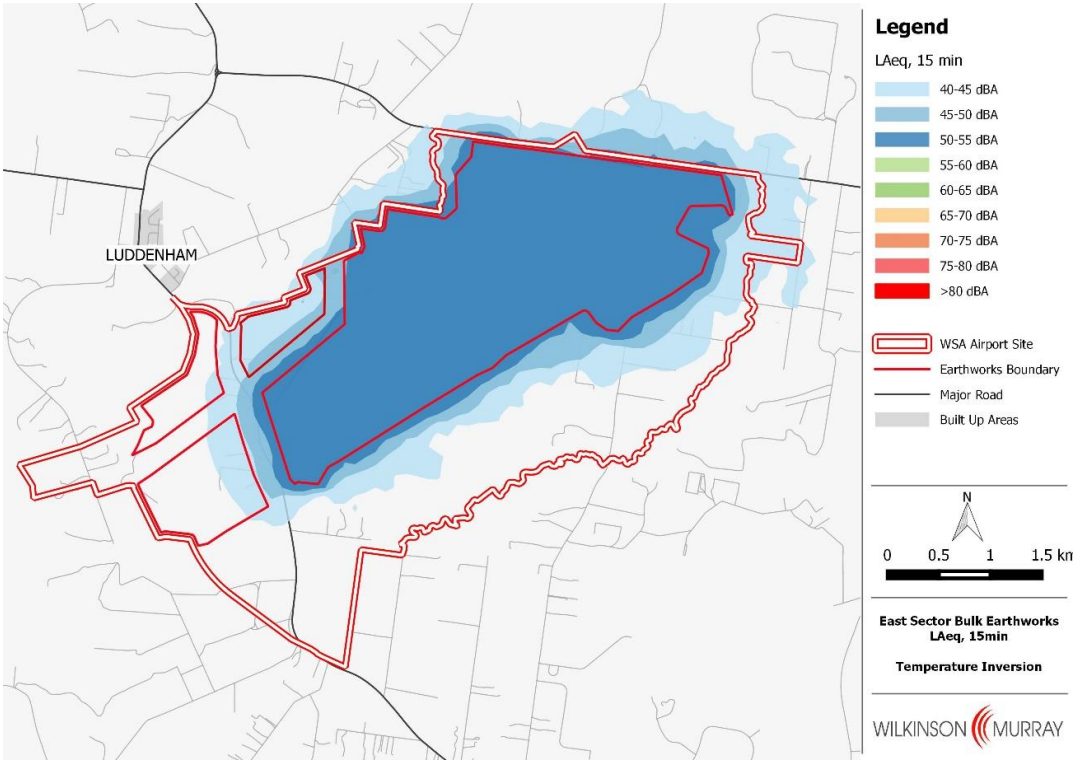 LUDDENHAM
Legend
LAeq, 15 min
40-45 dBA
45-50 dBA
50-55 dBA
55-60 dBA
60-65 dBA
65-70 dBA
70-75 dBA
75-80 dBA
>80 dBA
WSA Airport Site
Earthworks Boundary
Major Road
Built Up Areas
N
0 0.5 1 1.5 km
East Sector Bulk Earthworks
LAeq, 15min
Temperature Inversion
WILKINSON MURRAY